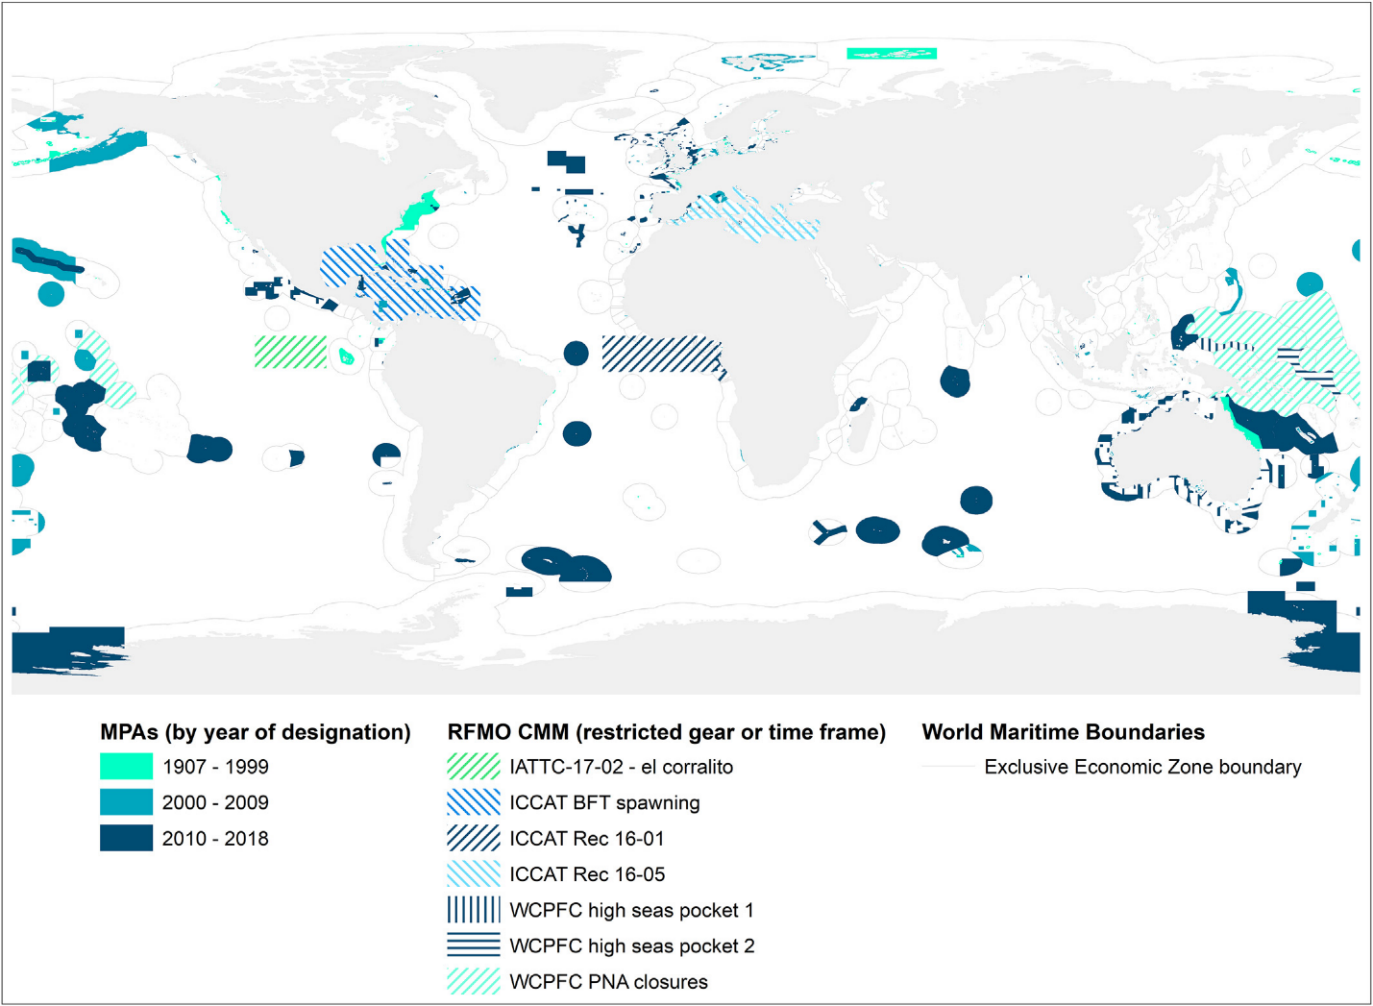 MPAs (by year of designation)
1907 - 1999
2000 - 2009
2010 - 2018
RFMO CMM (restricted gear or time frame)
IATTC-17-02 - el corralito
ICCAT BFT spawning
ICCAT Rec 16-01
ICCAT Rec 16-05
WCPFC high seas pocket 1
WCPFC high seas pocket 2
WCPFC PNA closures
World Maritime Boundaries
Exclusive Economic Zone boundary